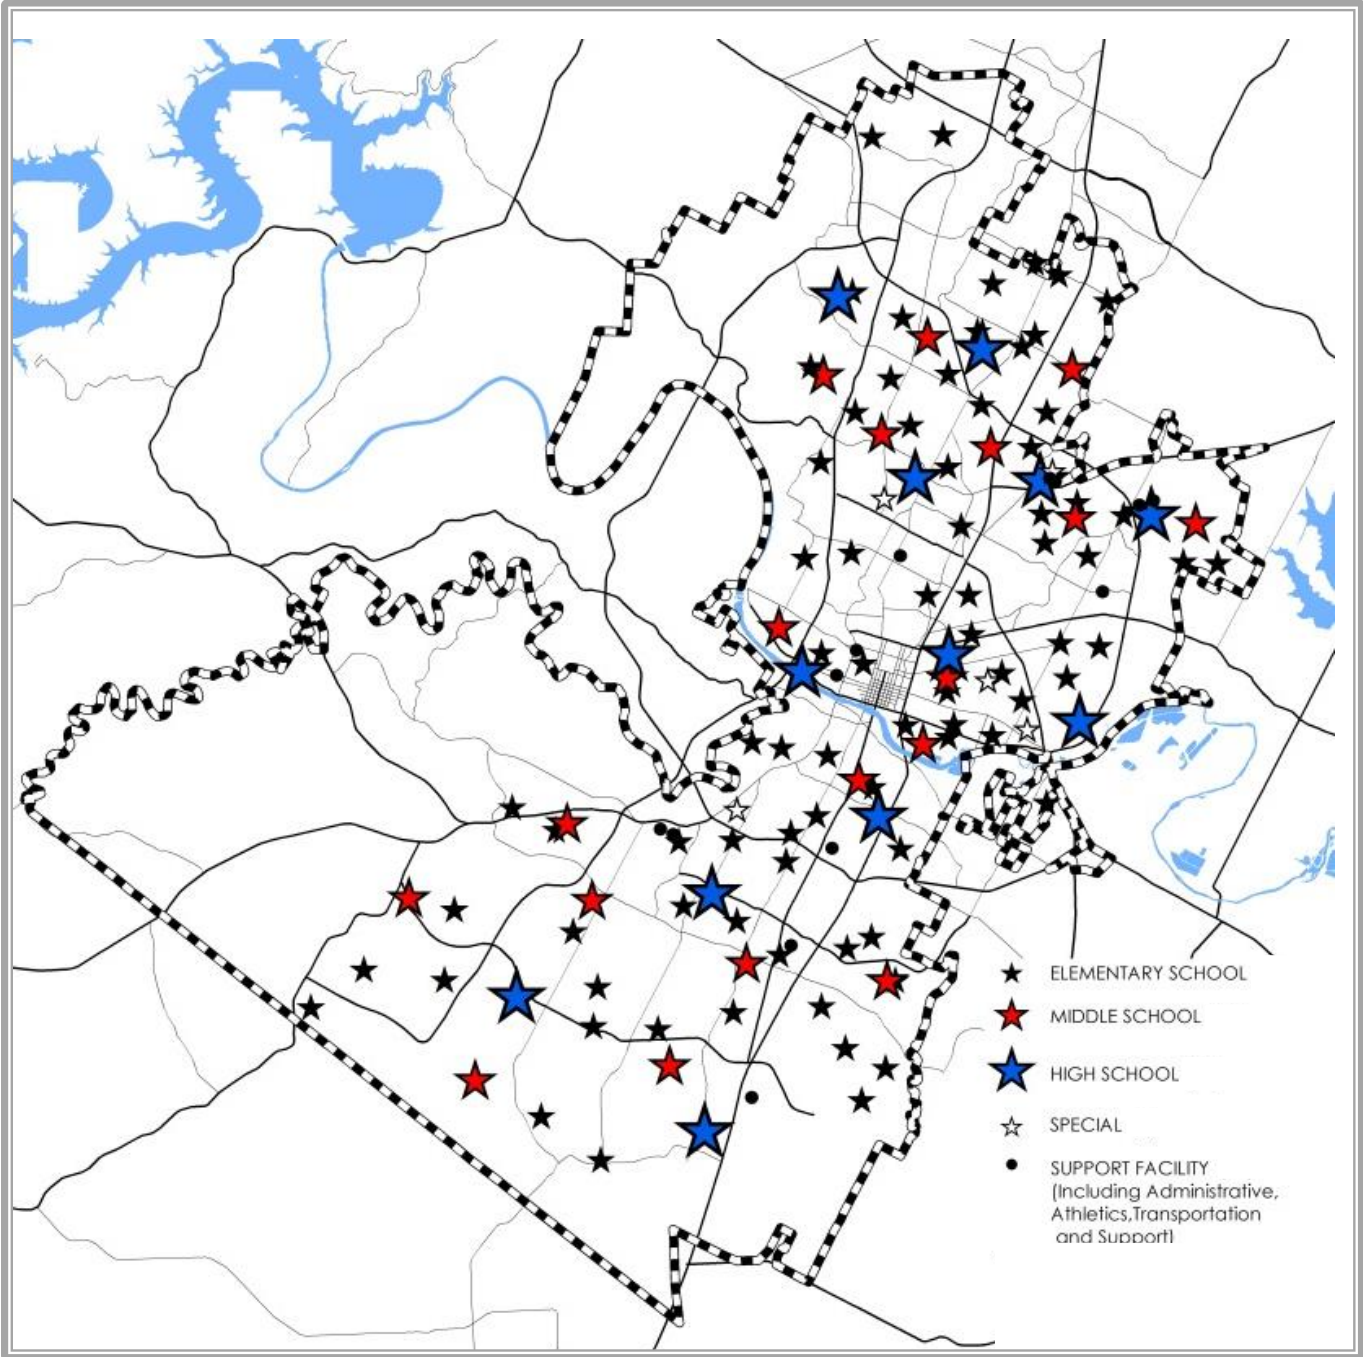 ELEMENTARY SCHOOL
MIDDLE SCHOOL
HIGH SCHOOL
SPECIAL
SUPPORT FACILITY
(Including Administrative,
Athletics,Transportation
and Support)